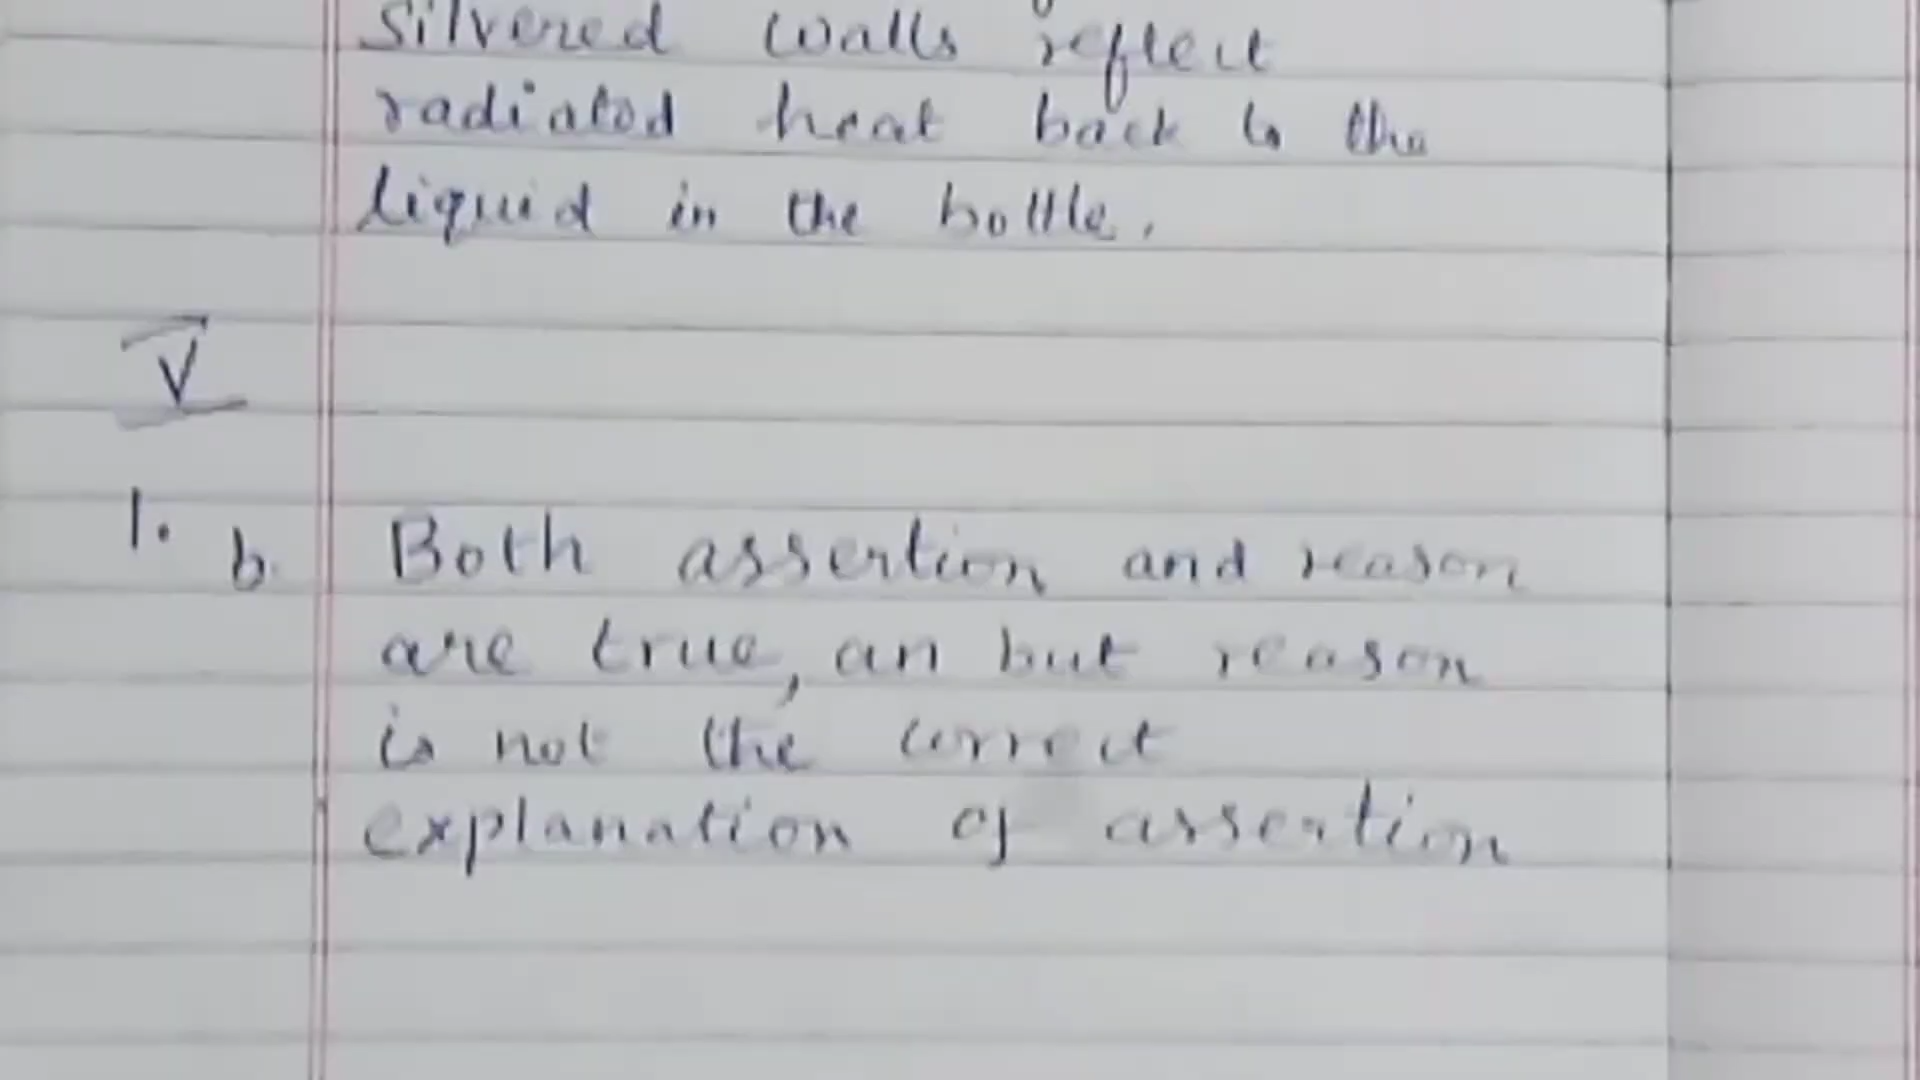 Silvered walls reflect
radiated heat back to the
liquid in the bottle.
V
1. b. Both assertion and reason
are true, an but reason
is not the correct
explanation of assertion